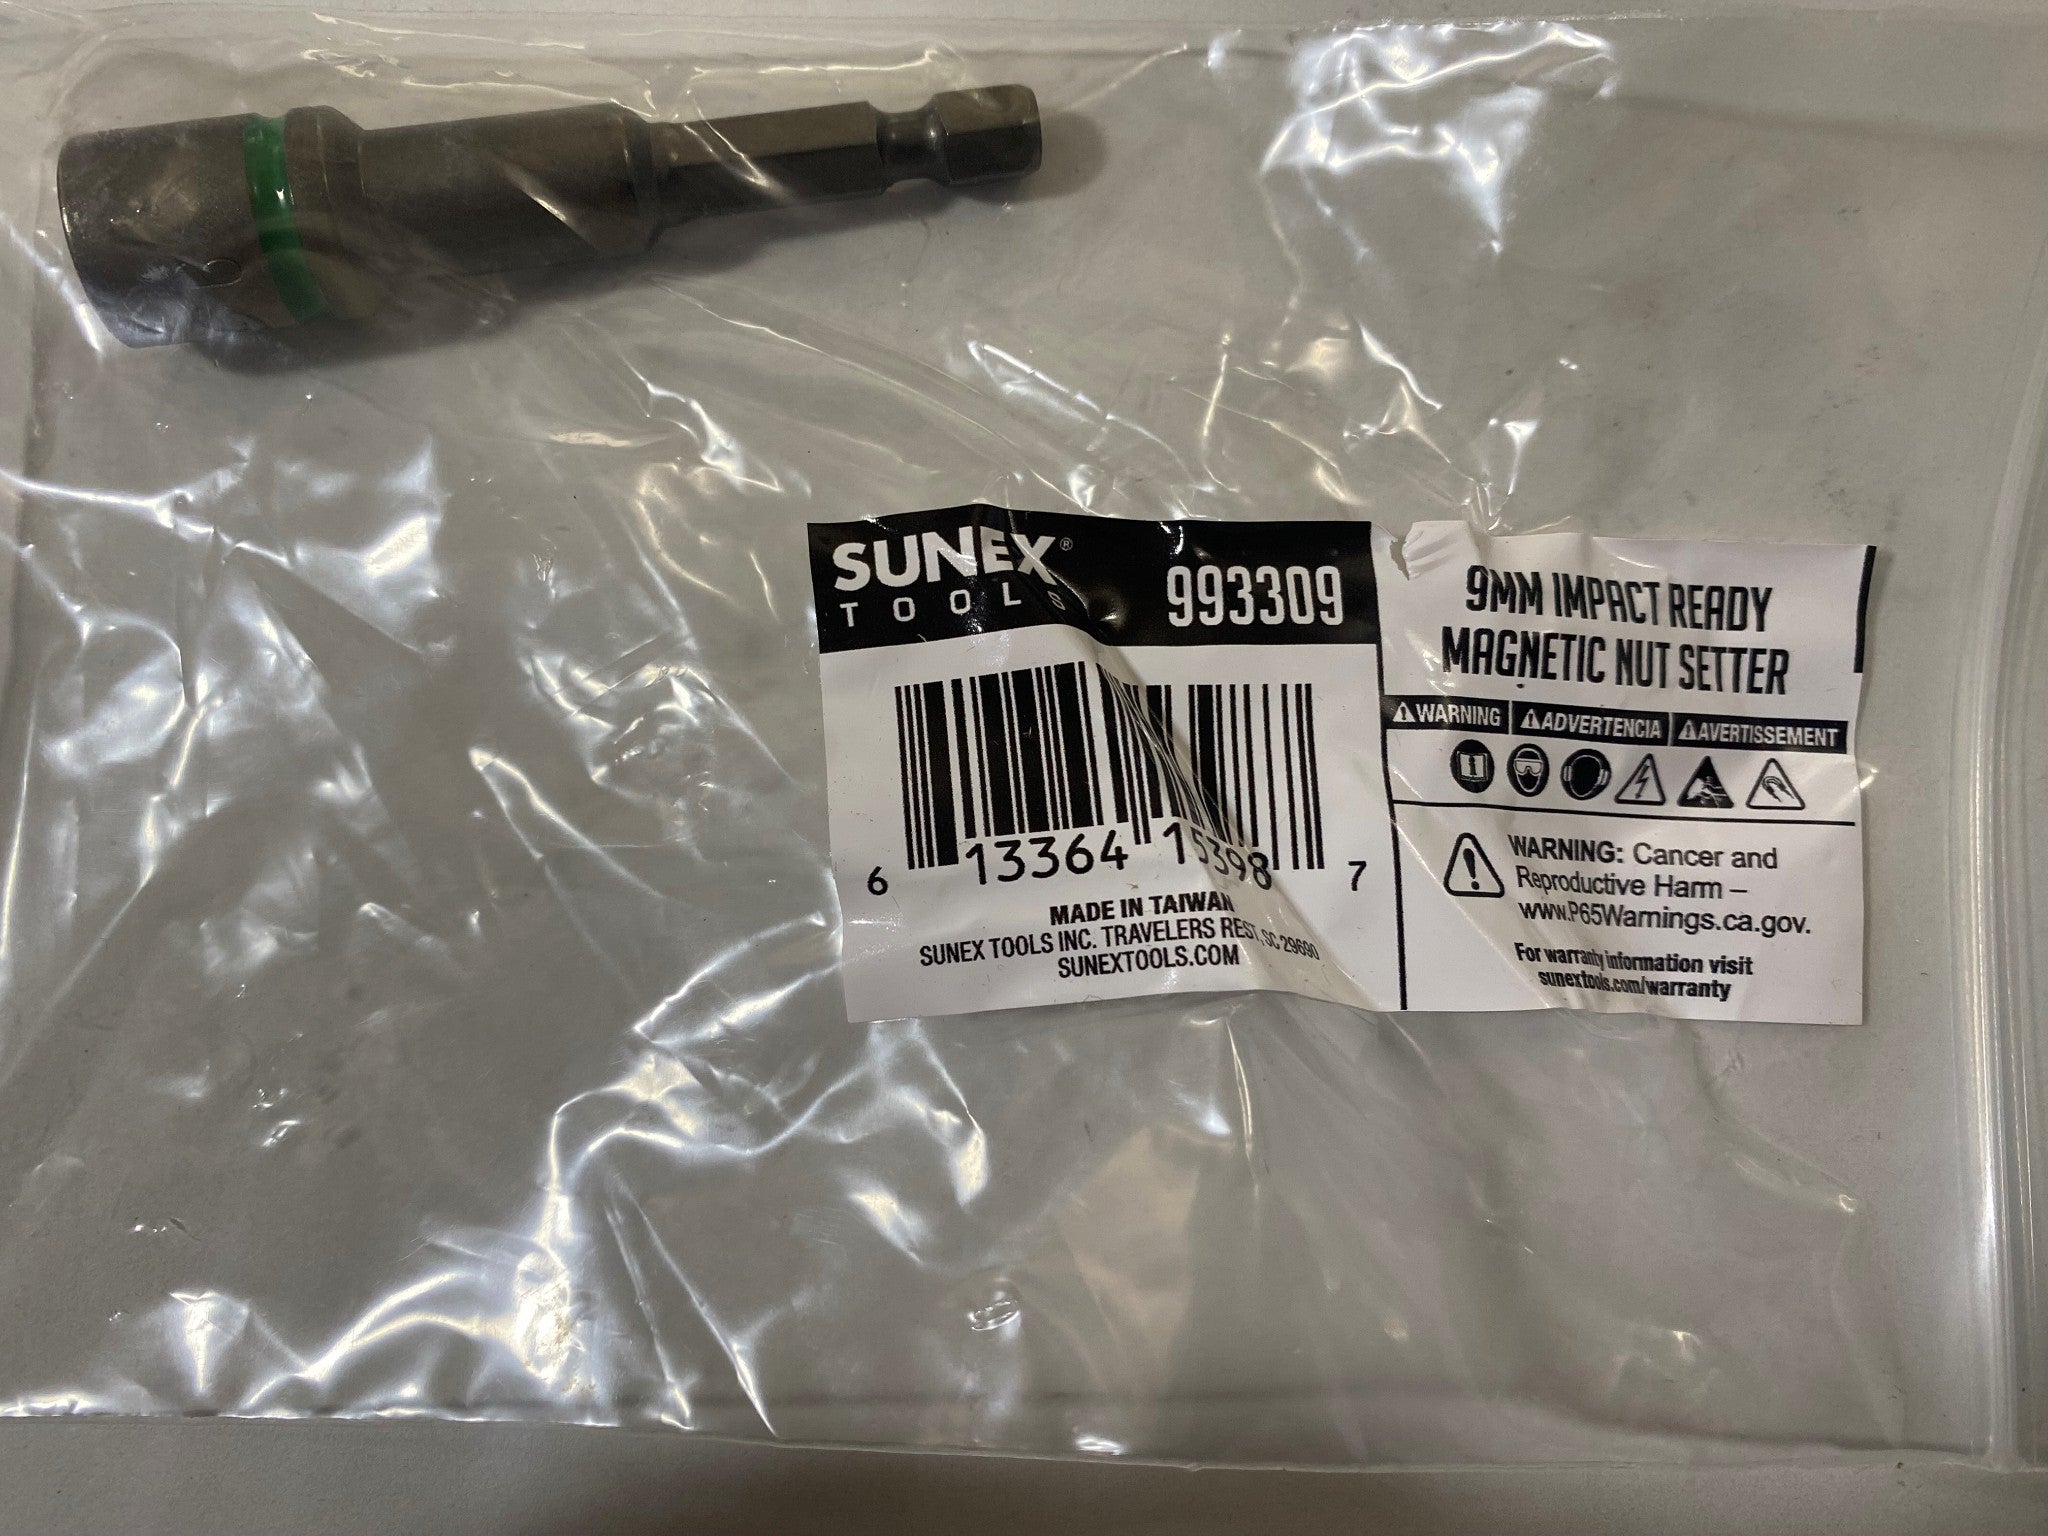 SUNEX®
TOOLS
993309
6 13364 15398 7
MADE IN TAIWAN
SUNEX TOOLS INC. TRAVELERS REST, SC 29690
SUNEXTOOLS.COM
9MM IMPACT READY
MAGNETIC NUT SETTER
WARNING ADVERTENCIA AVERTISSEMENT
WARNING: Cancer and
Reproductive Harm –
www.P65Warnings.ca.gov.
For warranty information visit
sunextools.com/warranty